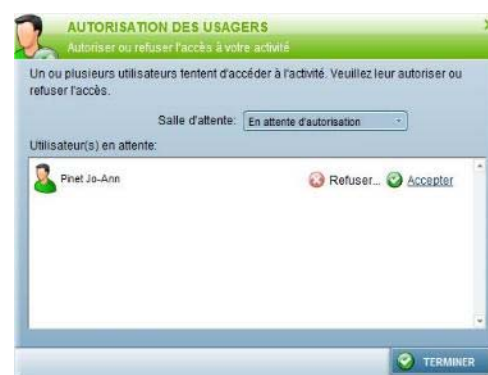 AUTORISATION DES USAGERS
Autoriser ou refuser l'accès à votre activité
Un ou plusieurs utilisateurs tentent d'accéder à l'activité. Veuillez leur autoriser ou
refuser l'accès.
Salle d'attente: En attente d'autorisation
Utilisateur(s) en attente:
Pinet Jo-Ann Refuser... Accepter
TERMINER